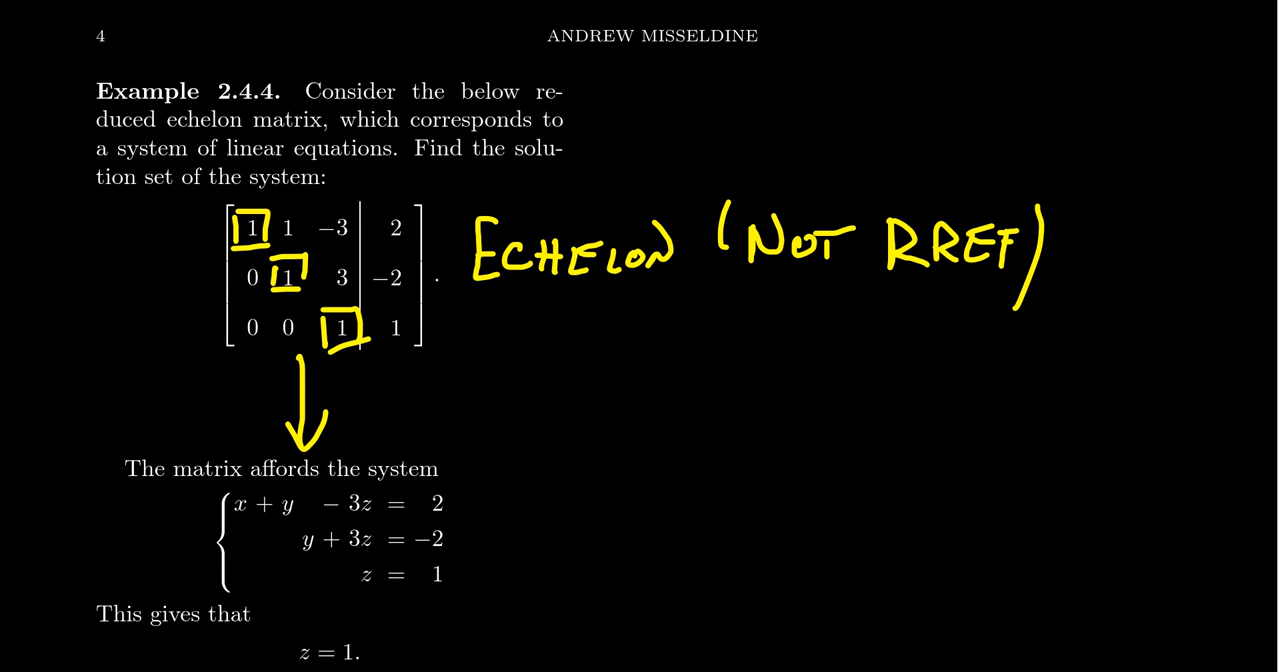 4 ANDREW MISSELDINE
Example 2.4.4. Consider the below re-
duced echelon matrix, which corresponds to
a system of linear equations. Find the solu-
tion set of the system:
1 1 −3 2
0 1 3 −2 .
0 0 1 1
ECHELON (NOT RREF)
The matrix affords the system
x + y − 3z = 2
y + 3z = −2
z = 1
This gives that
z = 1.